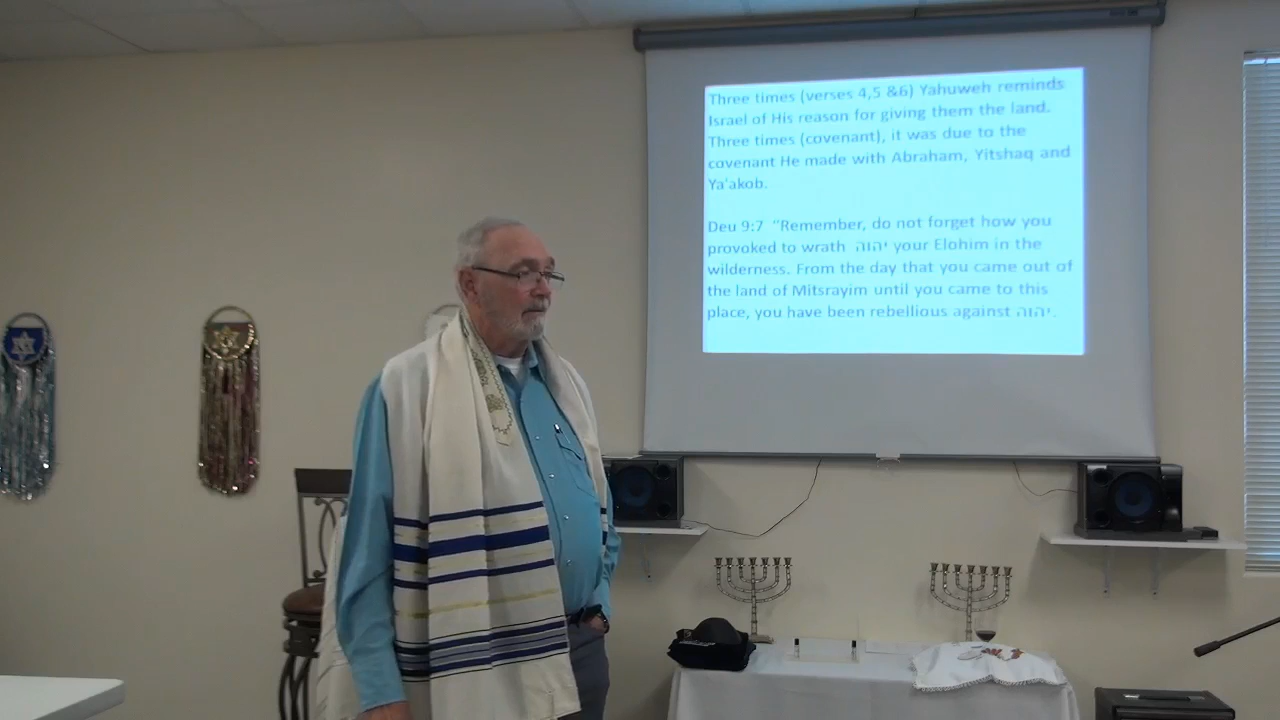 Three times (verses 4,5 &6) Yahuweh reminds
Israel of His reason for giving them the land.
Three times (covenant), it was due to the
covenant He made with Abraham, Yitshaq and
Ya'akob.
Deu 9:7 “Remember, do not forget how you
provoked to wrath יהוה your Elohim in the
wilderness. From the day that you came out of
the land of Mitsrayim until you came to this
place, you have been rebellious against יהוה.